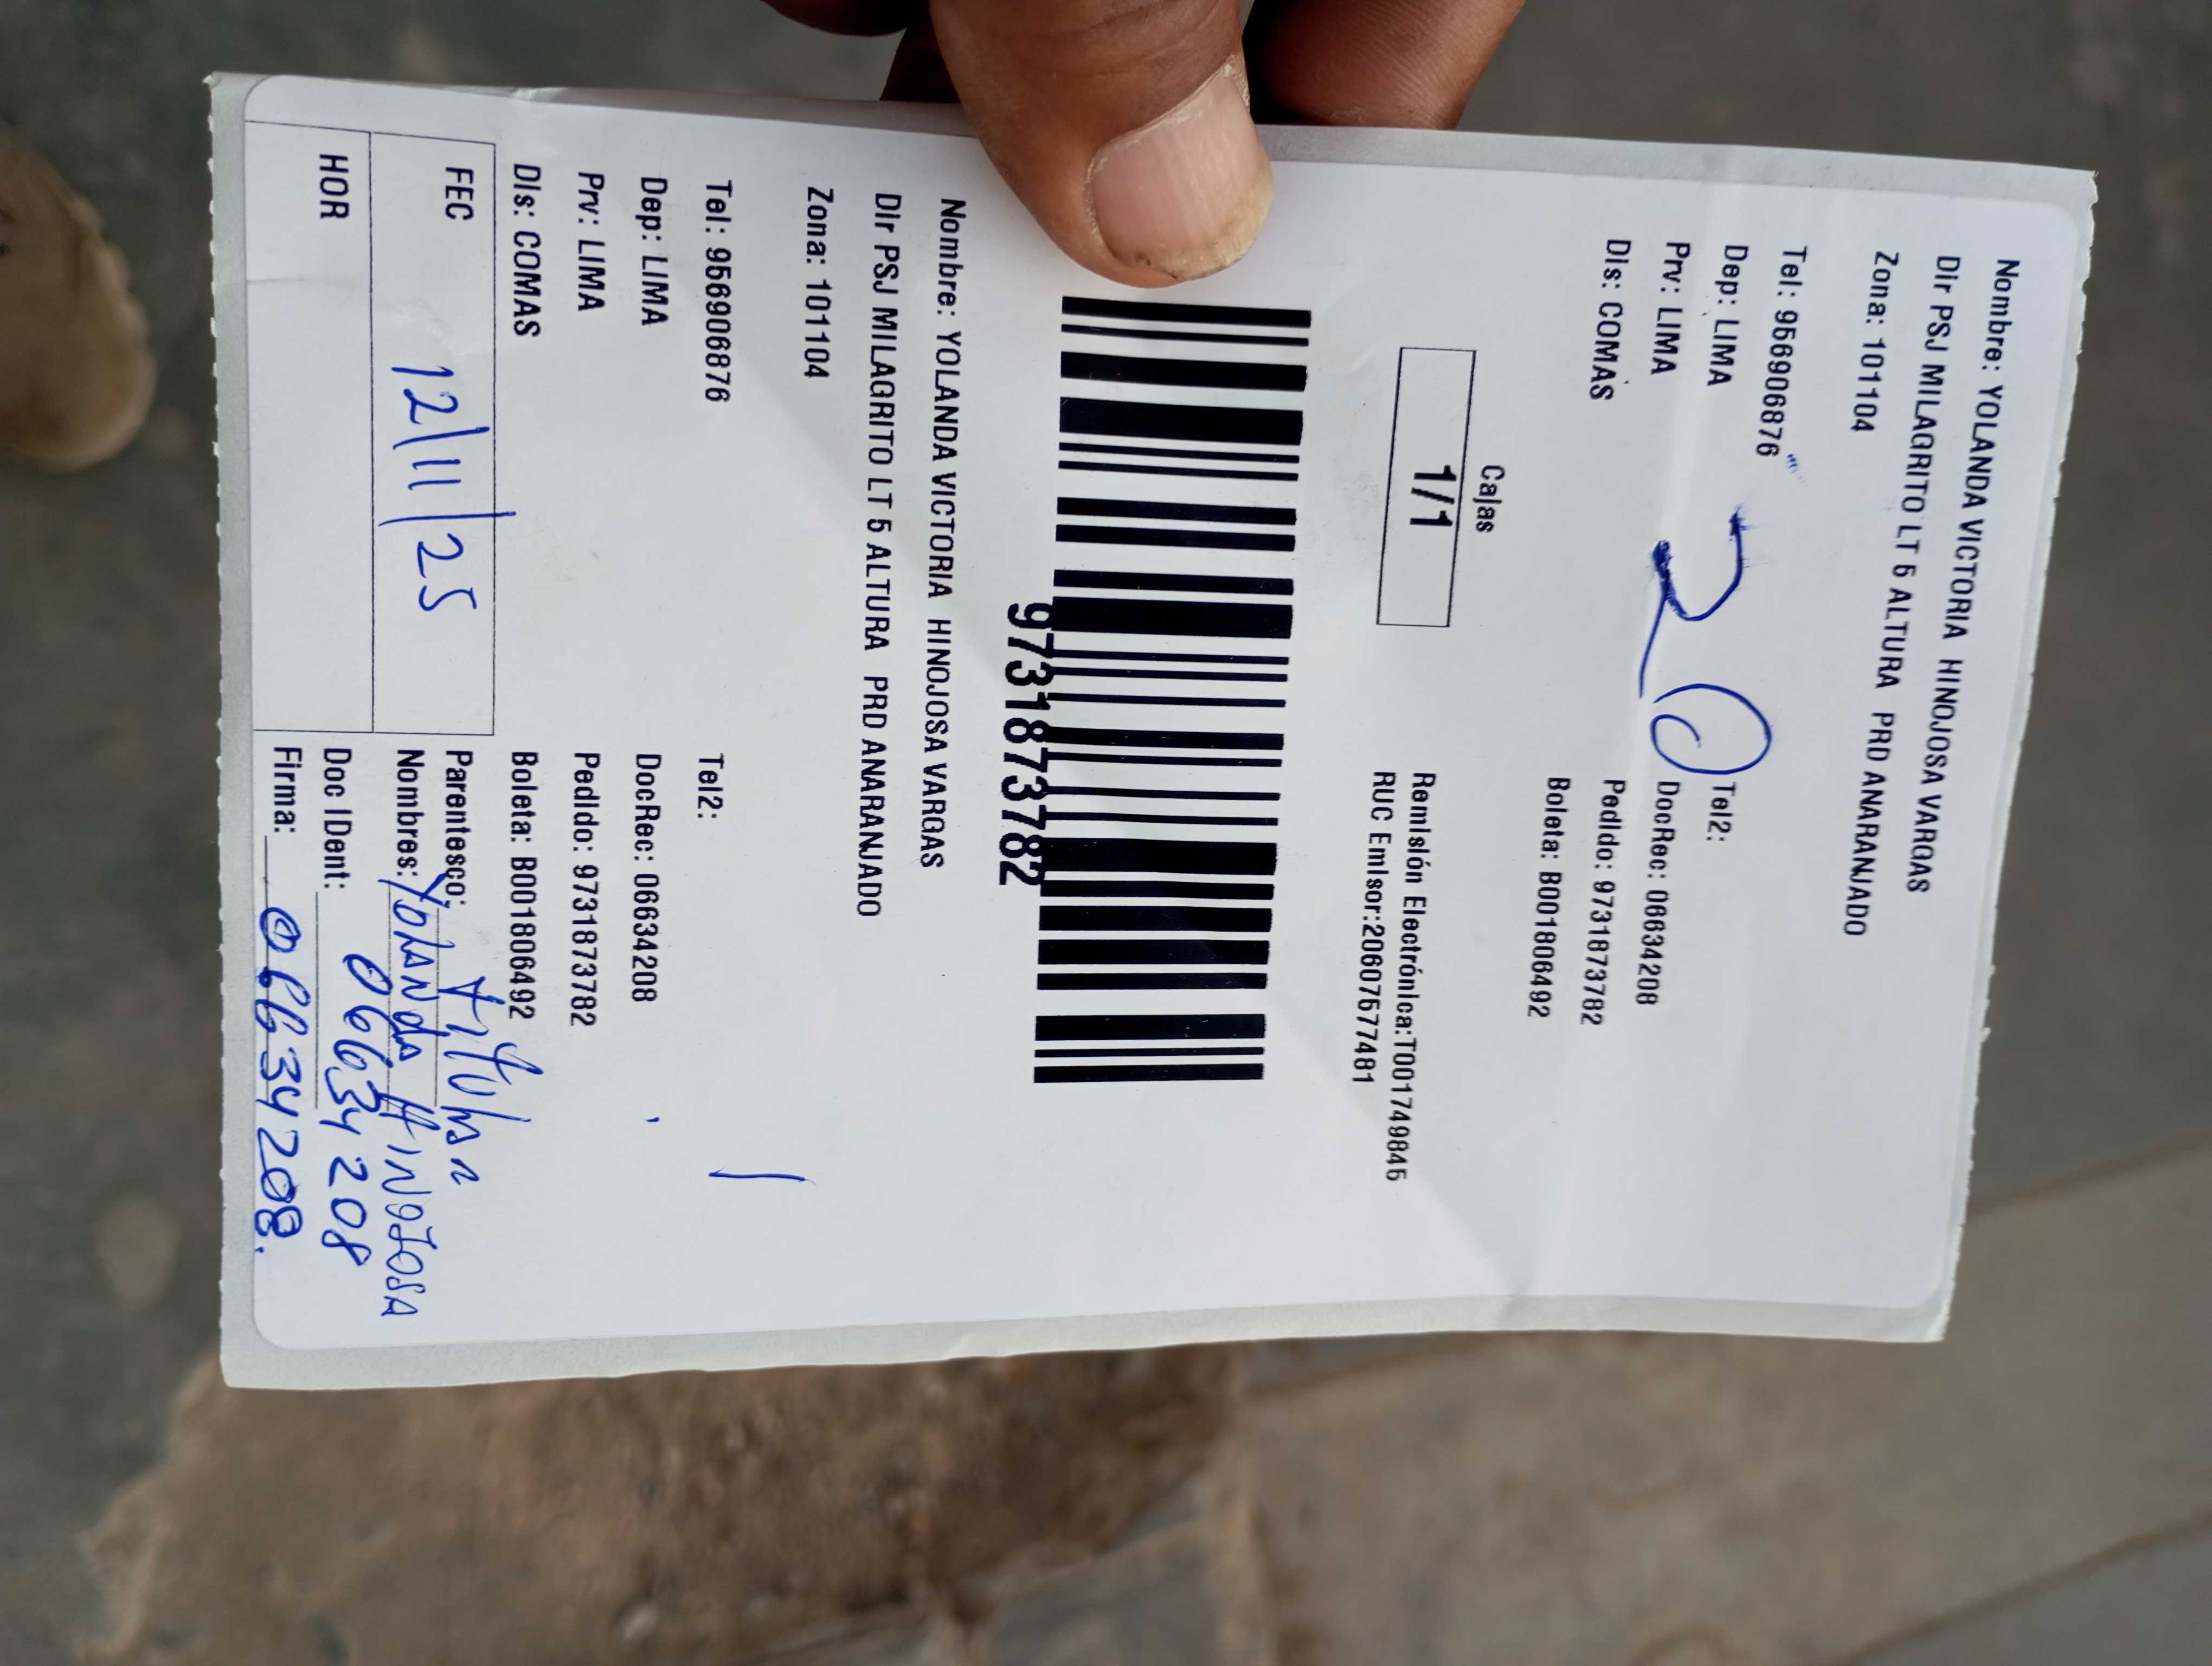 Nombre: YOLANDA VICTORIA HINOJOSA VARGAS
Dir PSJ MILAGRITO LT 5 ALTURA PRD ANARANJADO
Zona: 101104
Tel: 956906876 Tel2:
Dep: LIMA DocRec: 06634208
Prv: LIMA Pedido: 9731873782
Dis: COMAS Boleta: B001806492
20
Cajas
1/1
Remisión Electrónica:T001749845
RUC Emisor:20607577481
9731873782
Nombre: YOLANDA VICTORIA HINOJOSA VARGAS
Dir PSJ MILAGRITO LT 5 ALTURA PRD ANARANJADO
Zona: 101104
Tel: 956906876 Tel2:
Dep: LIMA DocRec: 06634208
Prv: LIMA Pedido: 9731873782
Dis: COMAS Boleta: B001806492
FEC 12/11/25 Parentesco: Titular
Nombres: YOLANDA HINOJOSA
HOR Doc IDent: 06634208
Firma: 06634208.